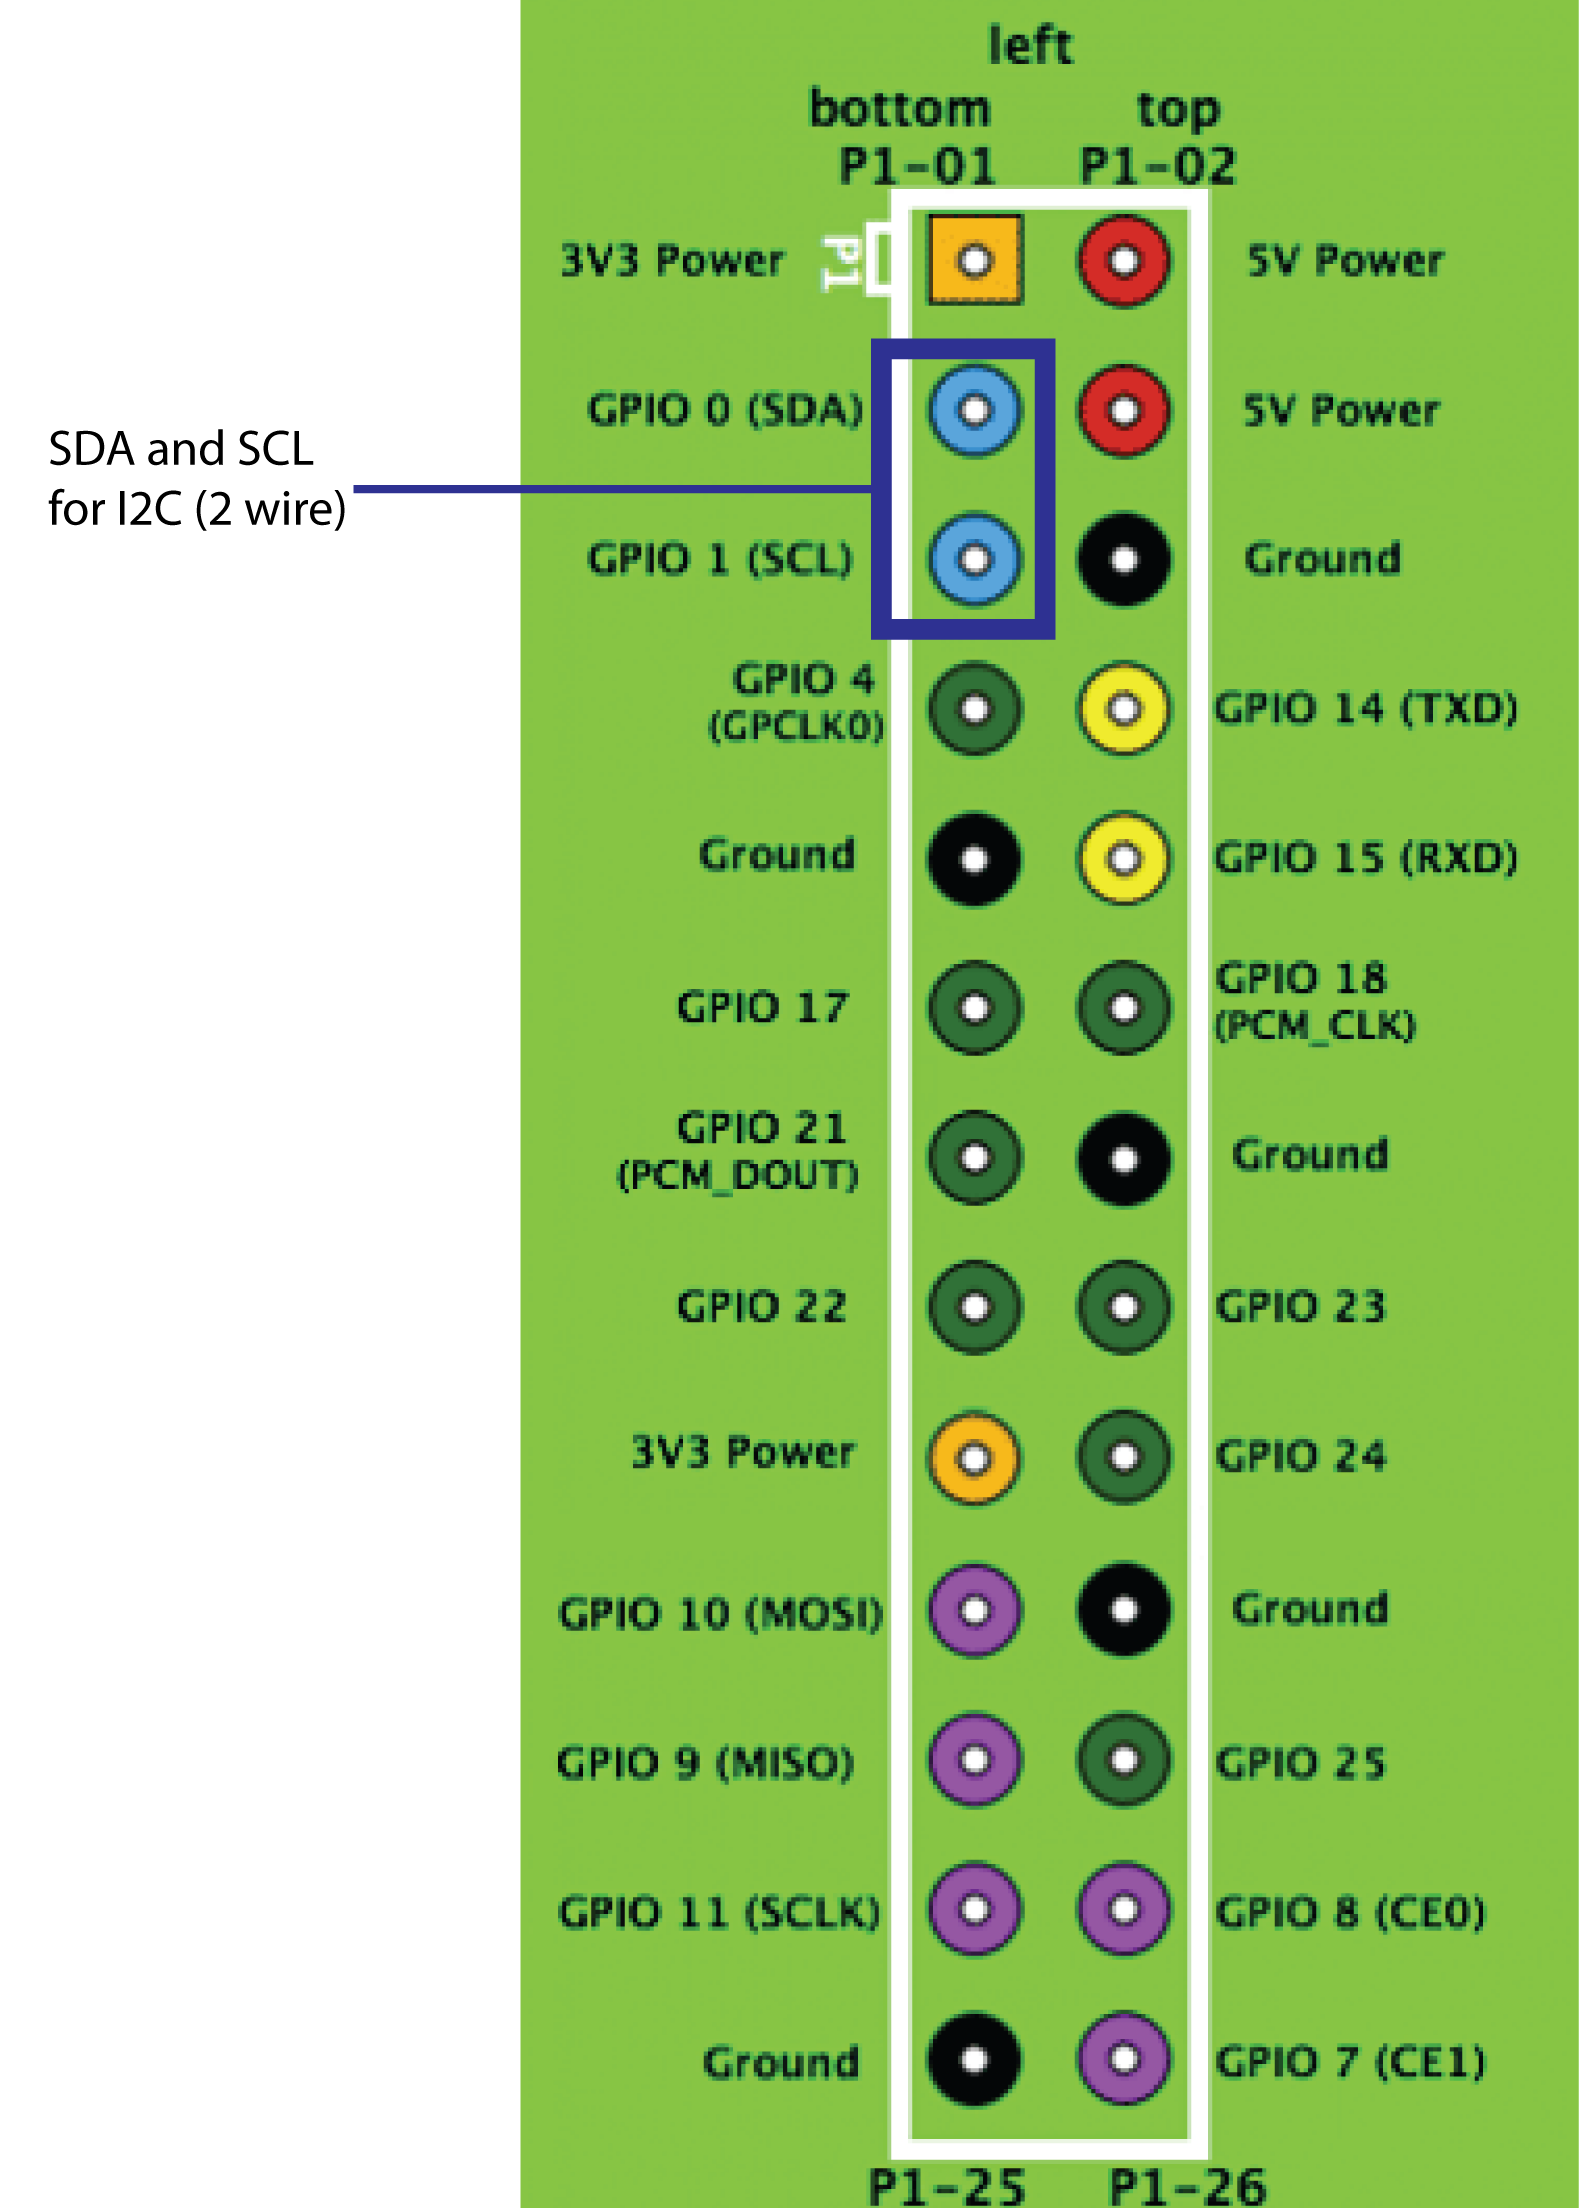 left
bottom top
P1-01 P1-02
3V3 Power P1 5V Power
GPIO 0 (SDA) 5V Power
SDA and SCL
for I2C (2 wire)
GPIO 1 (SCL) Ground
GPIO 4
(GPCLK0)
GPIO 14 (TXD)
Ground GPIO 15 (RXD)
GPIO 17
GPIO 18
(PCM_CLK)
GPIO 21
(PCM_DOUT)
Ground
GPIO 22 GPIO 23
3V3 Power GPIO 24
GPIO 10 (MOSI) Ground
GPIO 9 (MISO) GPIO 25
GPIO 11 (SCLK) GPIO 8 (CE0)
Ground GPIO 7 (CE1)
P1-25 P1-26